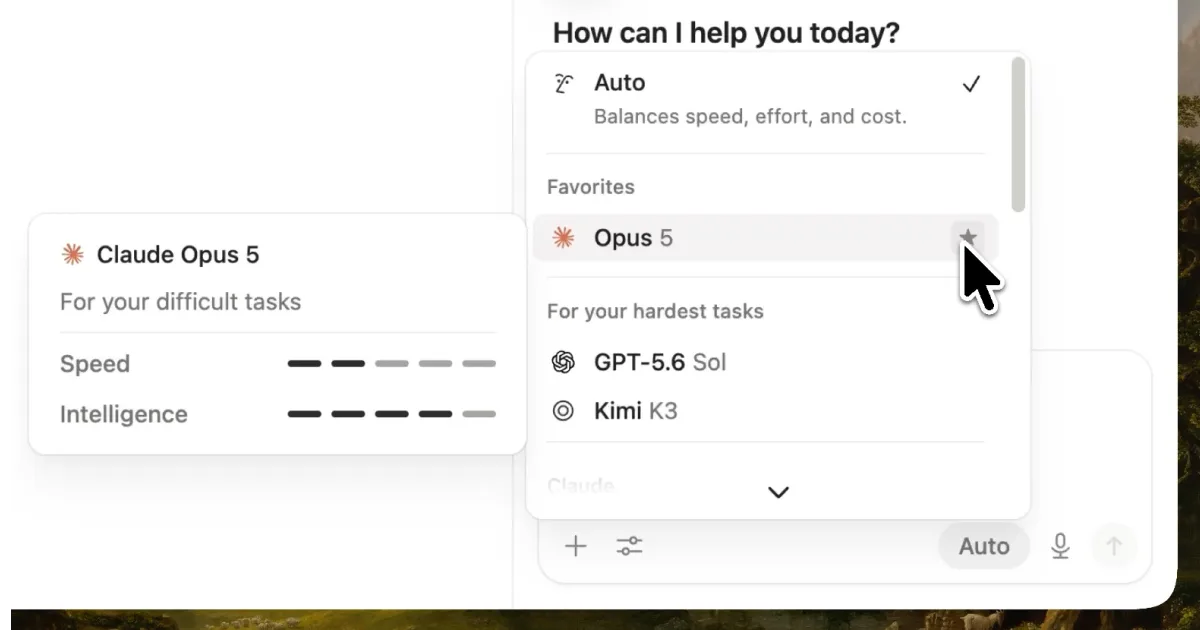 How can I help you today?
Auto
Balances speed, effort, and cost.
Favorites
Opus 5
For your hardest tasks
GPT-5.6 Sol
Kimi K3
Claude
Auto
Claude Opus 5
For your difficult tasks
Speed
Intelligence